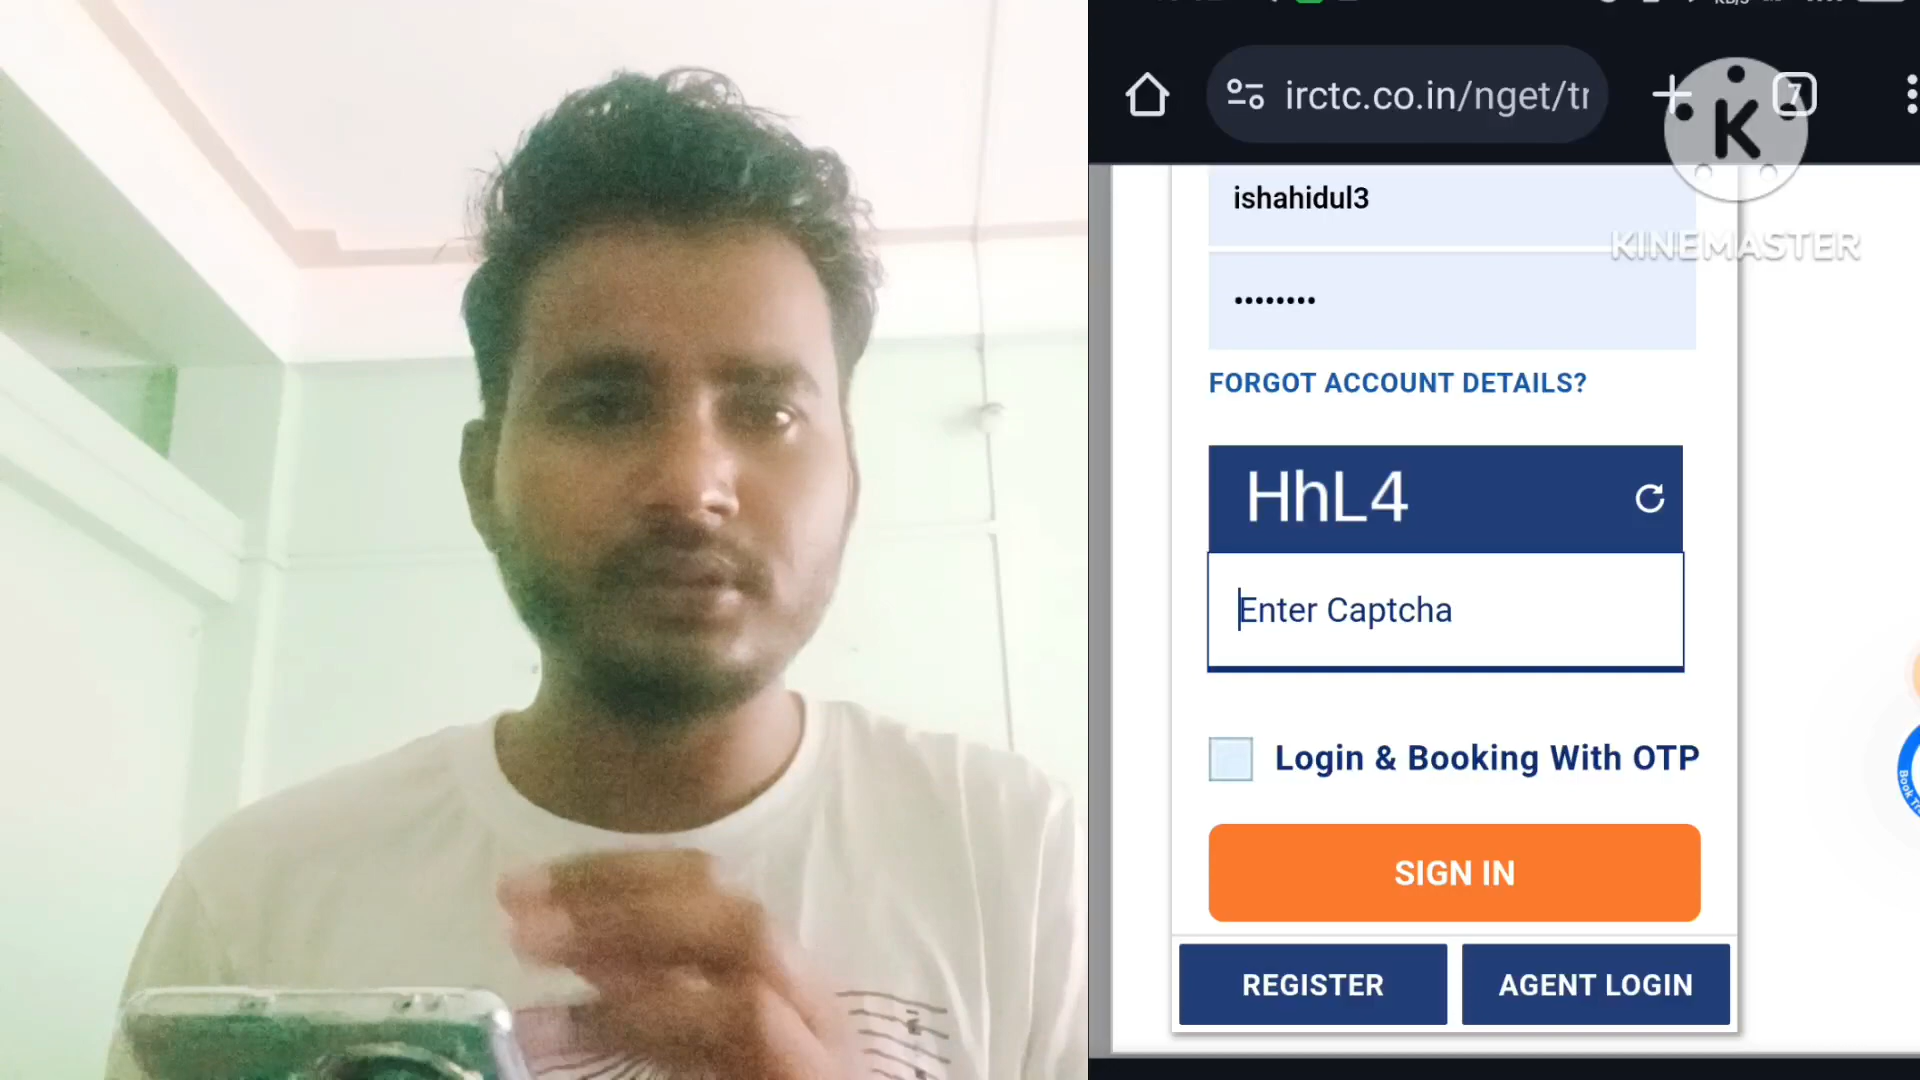 irctc.co.in/nget/tr
7
K
KINEMASTER
ishahidul3
••••••••
FORGOT ACCOUNT DETAILS?
HhL4
Enter Captcha
Login & Booking With OTP
SIGN IN
REGISTER
AGENT LOGIN